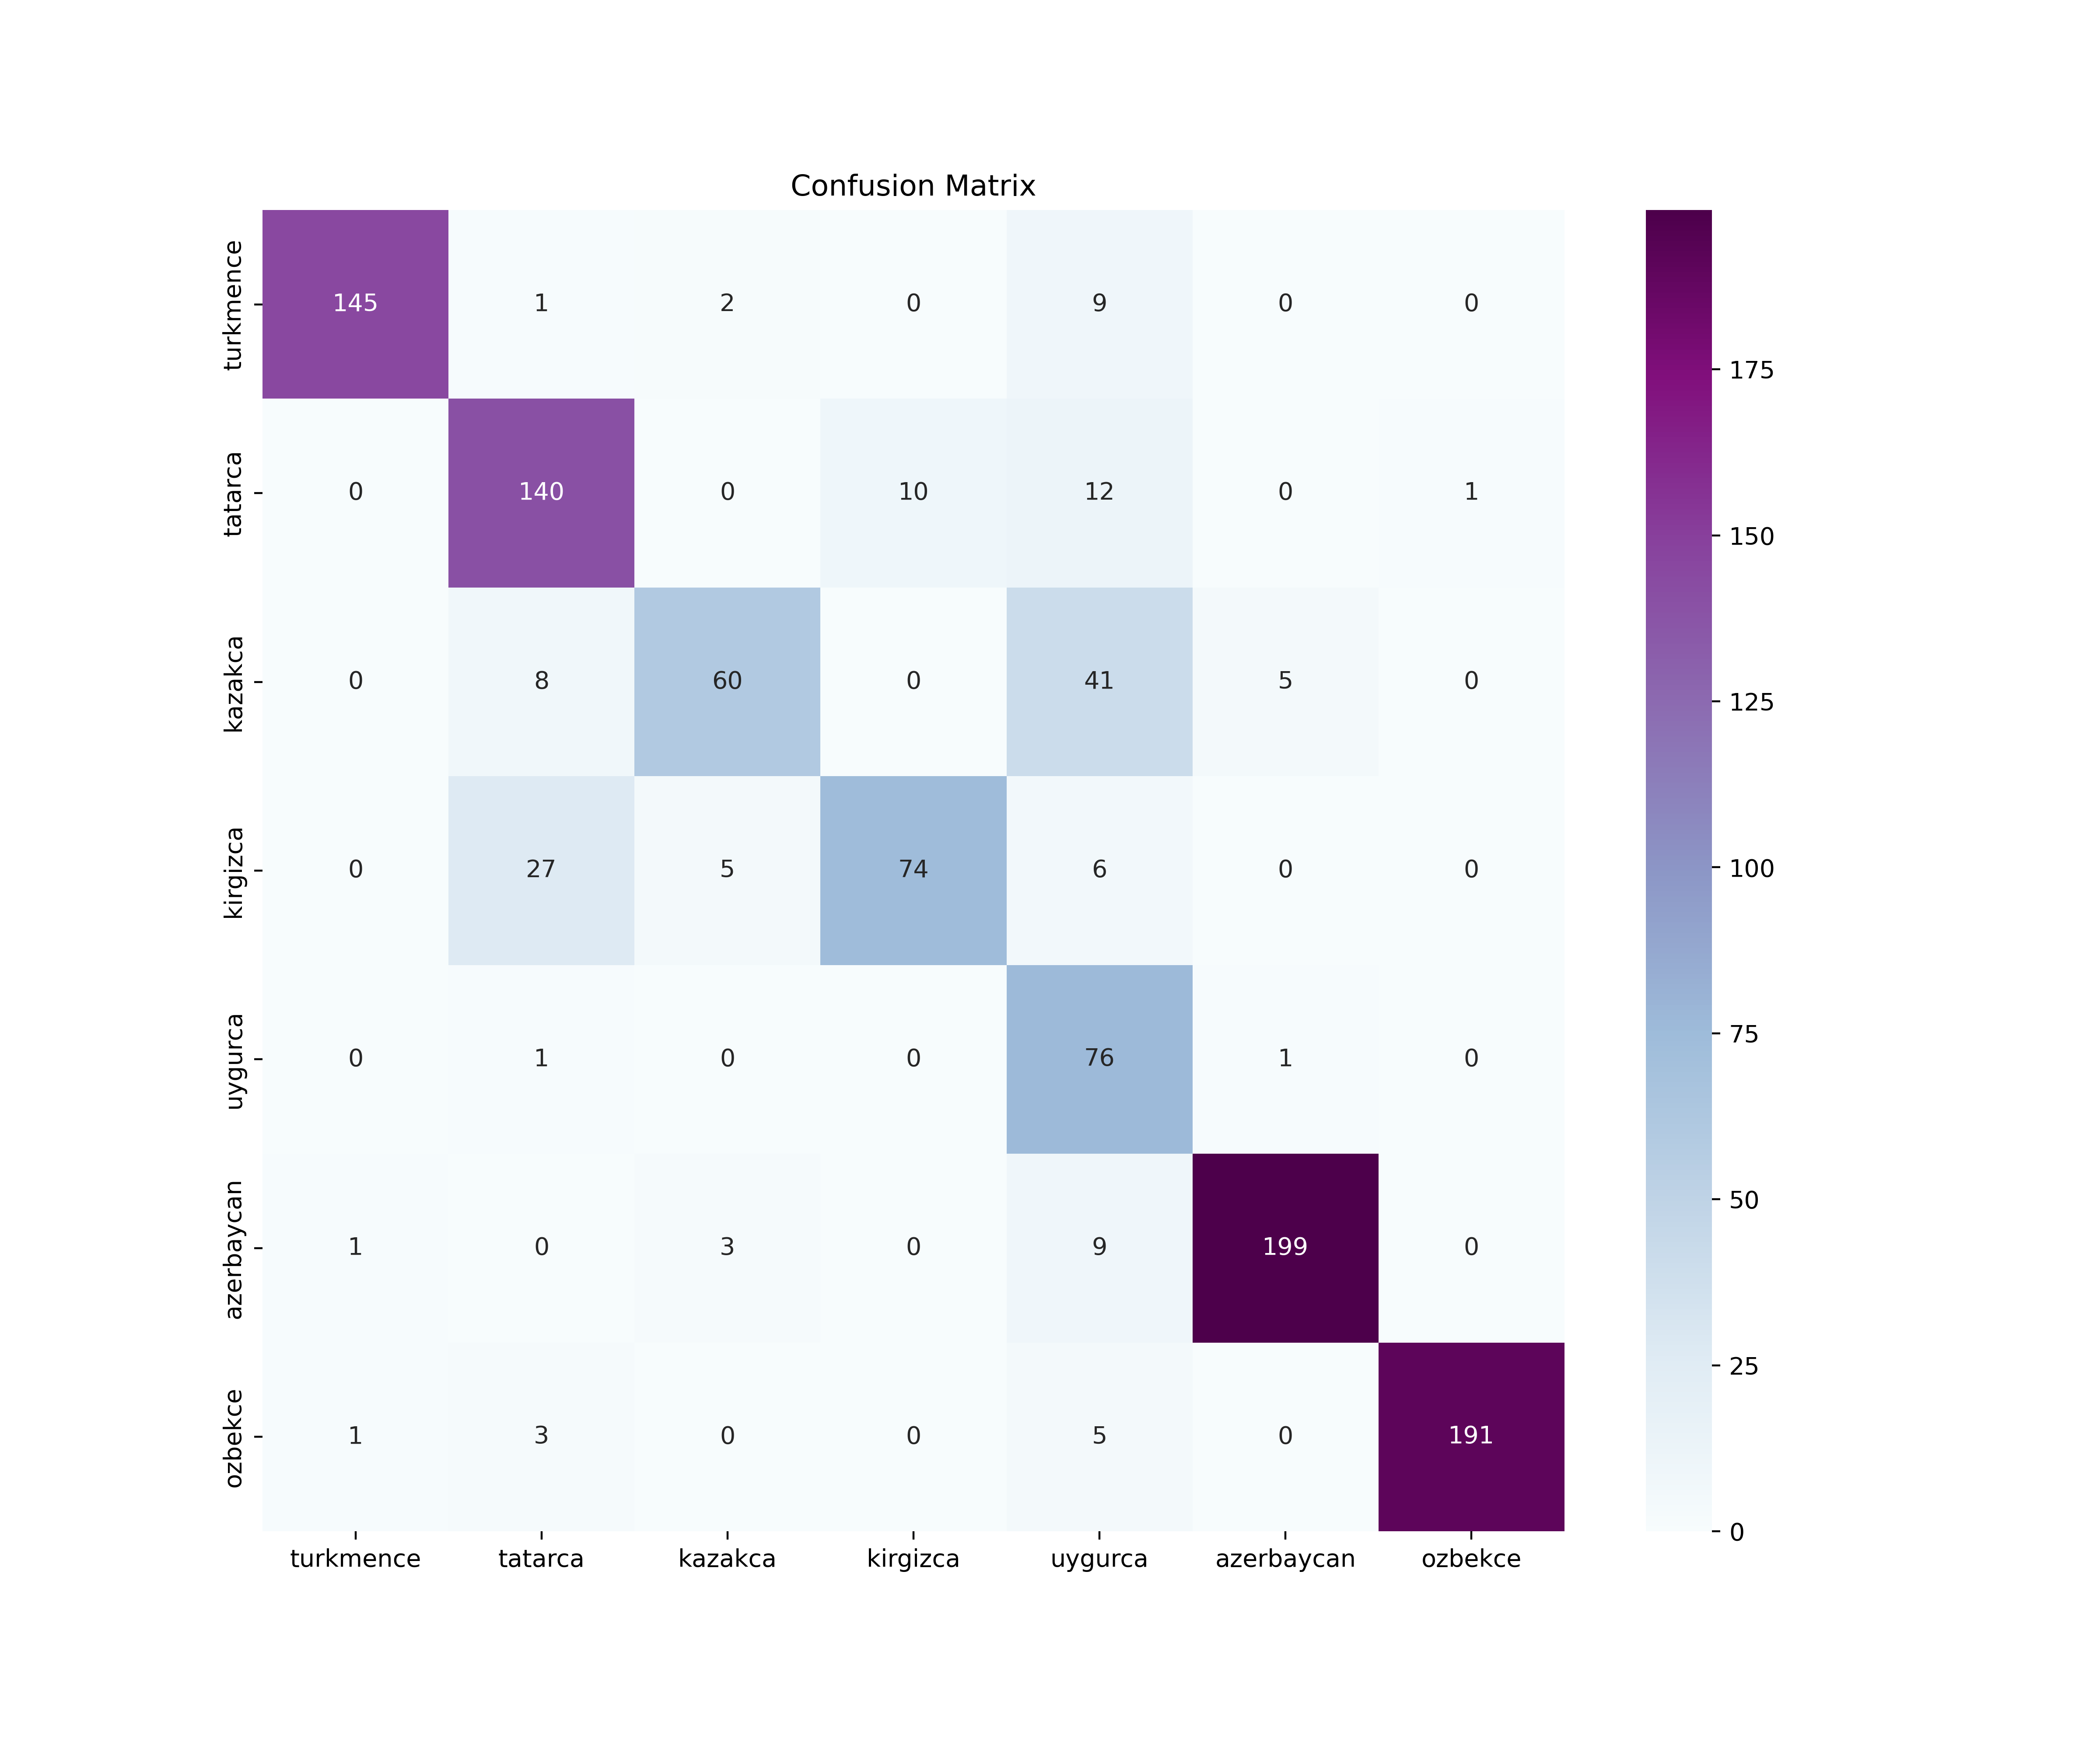 Confusion Matrix
turkmence 145 1 2 0 9 0 0
tatarca 0 140 0 10 12 0 1
kazakca 0 8 60 0 41 5 0
kirgizca 0 27 5 74 6 0 0
uygurca 0 1 0 0 76 1 0
azerbaycan 1 0 3 0 9 199 0
ozbekce 1 3 0 0 5 0 191
turkmence tatarca kazakca kirgizca uygurca azerbaycan ozbekce
175
150
125
100
75
50
25
0